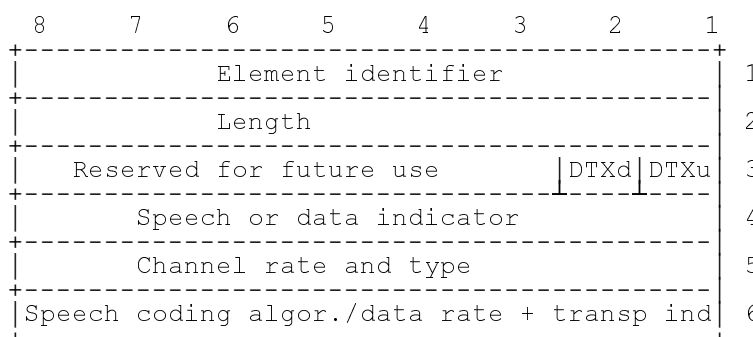 8 7 6 5 4 3 2 1
Element identifier 1
Length 2
Reserved for future use DTXd DTXu 3
Speech or data indicator 4
Channel rate and type 5
Speech coding algor./data rate + transp ind 6